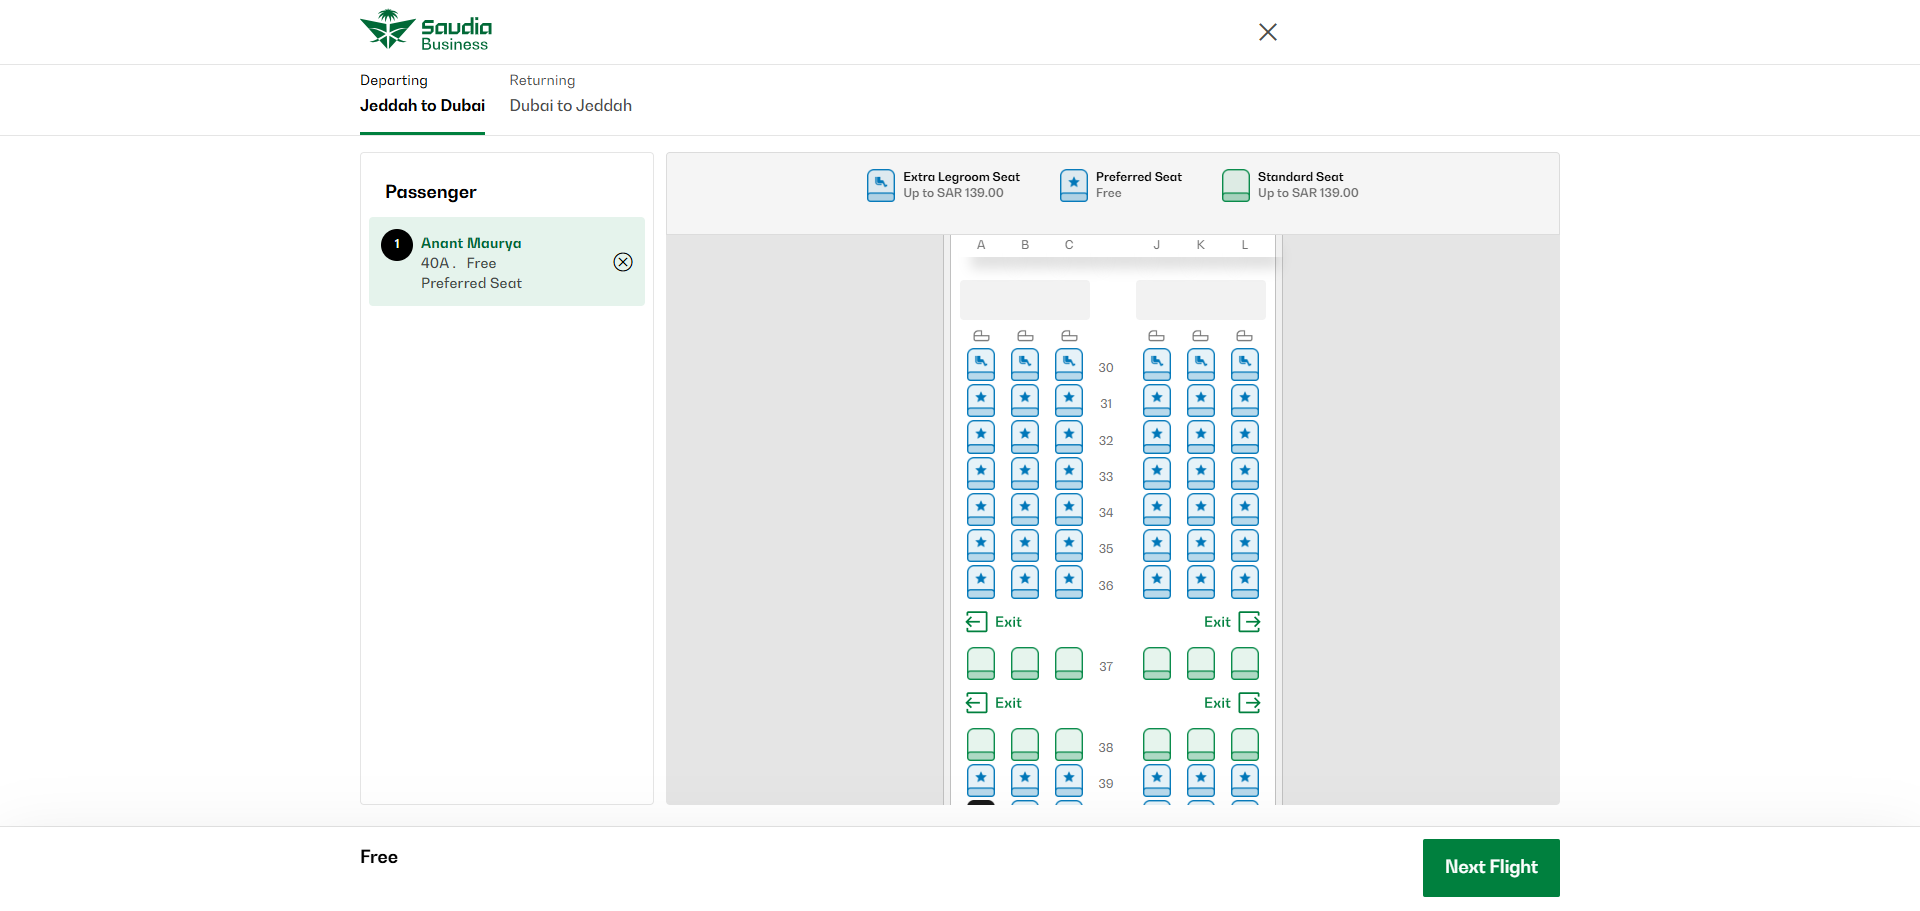 Saudia
Business
Departing
Jeddah to Dubai
Returning
Dubai to Jeddah
Passenger
1
Anant Maurya
40A . Free
Preferred Seat
Extra Legroom Seat
Up to SAR 139.00
Preferred Seat
Free
Standard Seat
Up to SAR 139.00
A B C J K L
30
31
32
33
34
35
36
Exit Exit
37
Exit Exit
38
39
Free
Next Flight